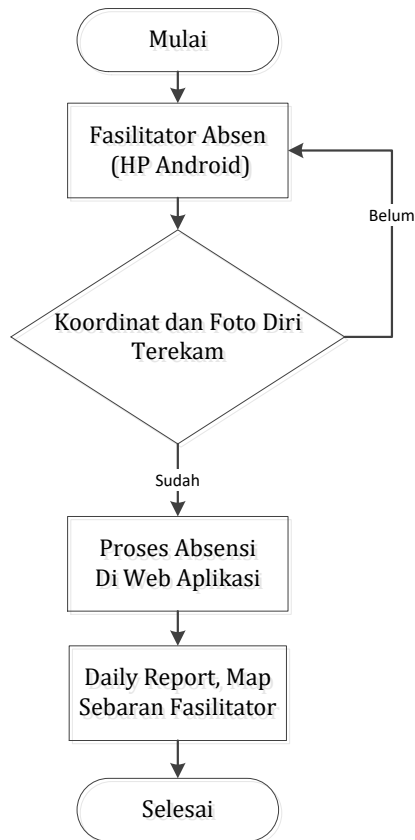 Mulai
Fasilitator Absen
(HP Android)
Belum
Koordinat dan Foto Diri
Terekam
Sudah
Proses Absensi
Di Web Aplikasi
Daily Report, Map
Sebaran Fasilitator
Selesai